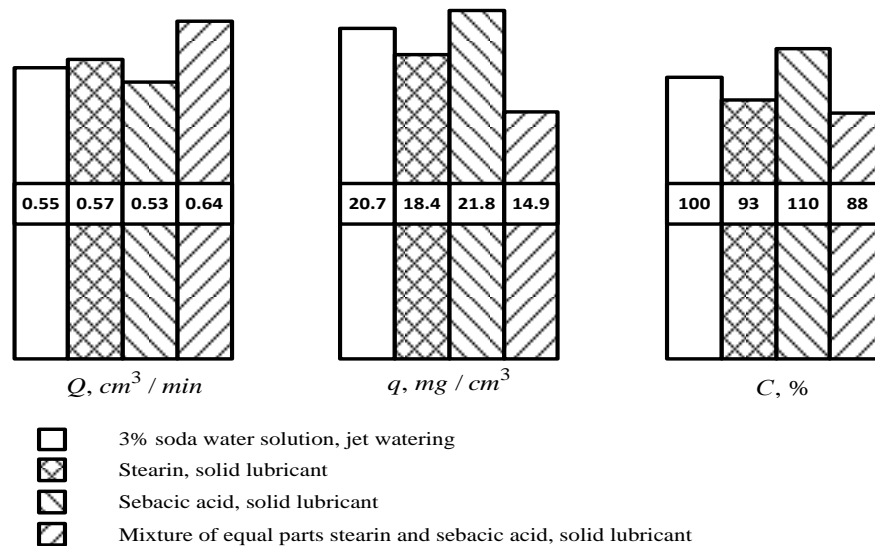 0.55 0.57 0.53 0.64
20.7 18.4 21.8 14.9
100 93 110 88
Q, cm³ / min
q, mg / cm³
C, %
3% soda water solution, jet watering
Stearin, solid lubricant
Sebacic acid, solid lubricant
Mixture of equal parts stearin and sebacic acid, solid lubricant